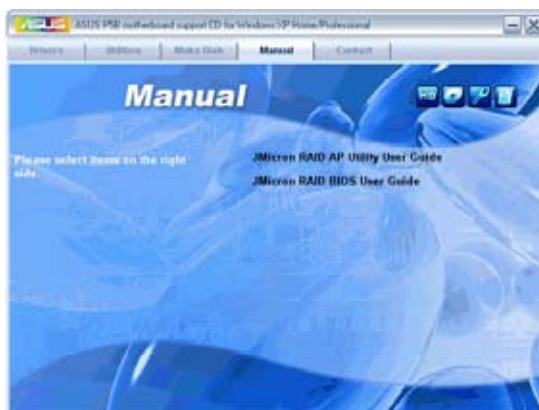 ASUS P5B motherboard support CD for Windows XP Home/Professional
Drivers Utilities Make Disk Manual Contact
Manual
Please select items on the right
side.
JMicron RAID AP Utility User Guide
JMicron RAID BIOS User Guide